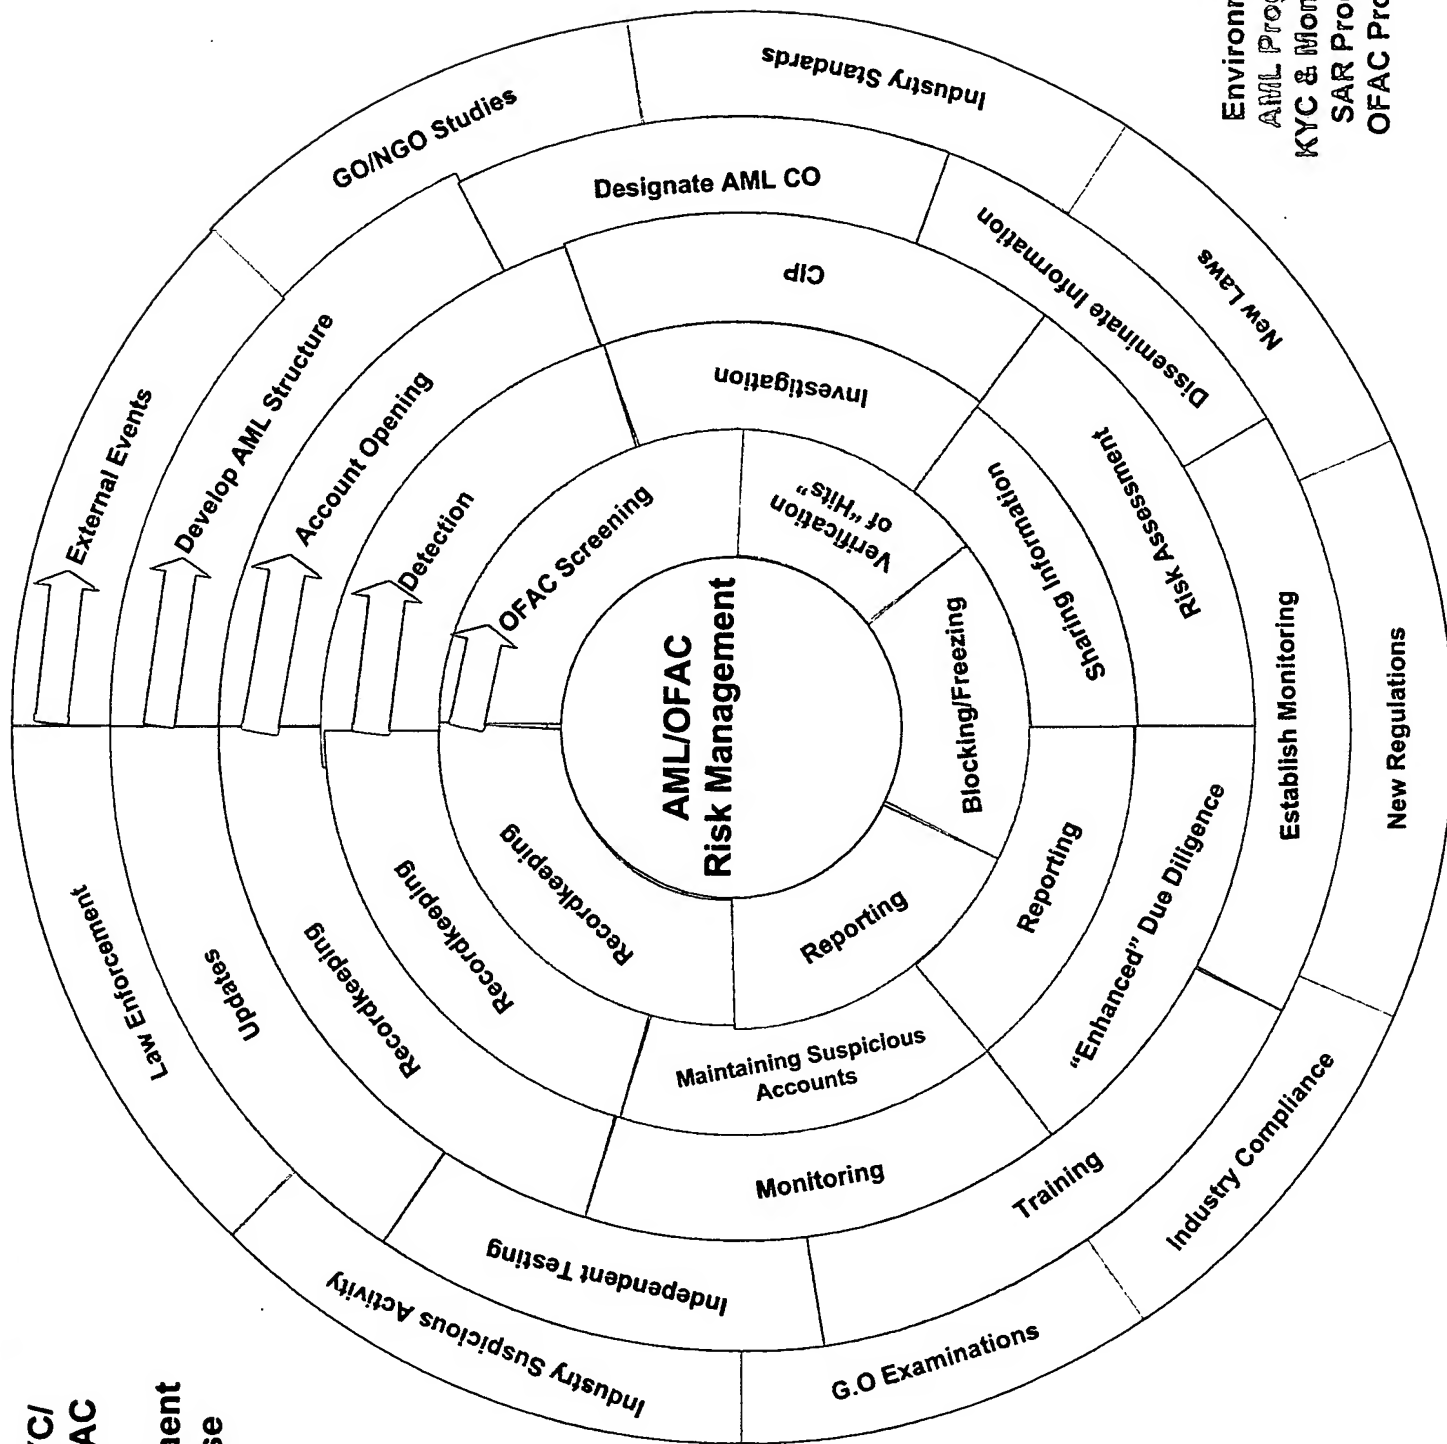 AML/OFAC
Risk Management
OFAC Screening
Verification
of "Hits"
Blocking/Freezing
Reporting
Recordkeeping
Detection
Investigation
Sharing Information
Reporting
Maintaining Suspicious
Accounts
Recordkeeping
Account Opening
CIP
Risk Assessment
"Enhanced" Due Diligence
Monitoring
Recordkeeping
Develop AML Structure
Designate AML CO
Disseminate Information
Establish Monitoring
Training
Independent Testing
Updates
External Events
GO/NGO Studies
Industry Standards
New Laws
New Regulations
Industry Compliance
G.O Examinations
Industry Suspicious Activity
Law Enforcement
AML
KYC &
SAR
OFAC